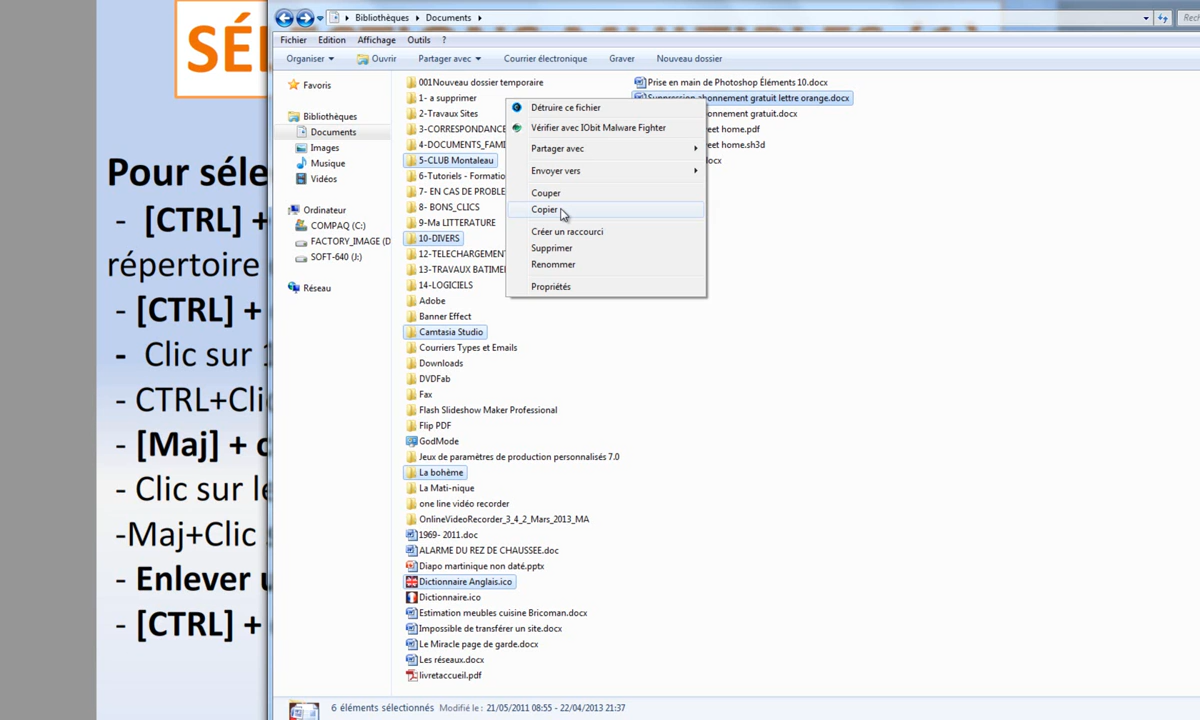 SÉ
Pour séle
- [CTRL] +
répertoire
- [CTRL] +
- Clic sur 1
- CTRL+Cli
- [Maj] + c
- Clic sur le
-Maj+Clic
- Enlever u
- [CTRL] +
Bibliothèques Documents
Rech
Fichier Edition Affichage Outils ?
Organiser Ouvrir Partager avec Courrier électronique Graver Nouveau dossier
Favoris
Bibliothèques
Documents
Images
Musique
Vidéos
Ordinateur
COMPAQ (C:)
FACTORY_IMAGE (D
SOFT-640 (J:)
Réseau
001Nouveau dossier temporaire
1- a supprimer
2-Travaux Sites
3-CORRESPONDANCE
4-DOCUMENTS_FAMI
5-CLUB Montaleau
6-Tutoriels - Formatio
7- EN CAS DE PROBLE
8- BONS_CLICS
9-Ma LITTERATURE
10-DIVERS
12-TELECHARGEMENT
13-TRAVAUX BATIMEN
14-LOGICIELS
Adobe
Banner Effect
Camtasia Studio
Courriers Types et Emails
Downloads
DVDFab
Fax
Flash Slideshow Maker Professional
Flip PDF
GodMode
Jeux de paramètres de production personnalisés 7.0
La bohème
La Mati-nique
one line vidéo recorder
OnlineVideoRecorder_3_4_2_Mars_2013_MA
1969- 2011.doc
ALARME DU REZ DE CHAUSSEE.doc
Diapo martinique non daté.pptx
Dictionnaire Anglais.ico
Dictionnaire.ico
Estimation meubles cuisine Bricoman.docx
Impossible de transférer un site.docx
Le Miracle page de garde.docx
Les réseaux.docx
livretaccueil.pdf
Prise en main de Photoshop Éléments 10.docx
Suppression abonnement gratuit lettre orange.docx
nnement gratuit.docx
eet home.pdf
eet home.sh3d
ocx
Détruire ce fichier
Vérifier avec IObit Malware Fighter
Partager avec
Envoyer vers
Couper
Copier
Créer un raccourci
Supprimer
Renommer
Propriétés
6 éléments sélectionnés Modifié le : 21/05/2011 08:55 - 22/04/2013 21:37